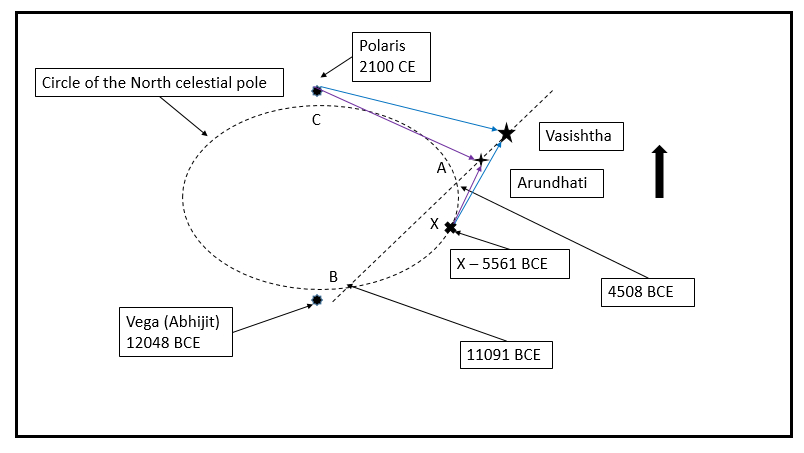 Polaris
2100 CE
Circle of the North celestial pole
C
Vasishtha
A
Arundhati
X
X – 5561 BCE
B
4508 BCE
Vega (Abhijit)
12048 BCE
11091 BCE